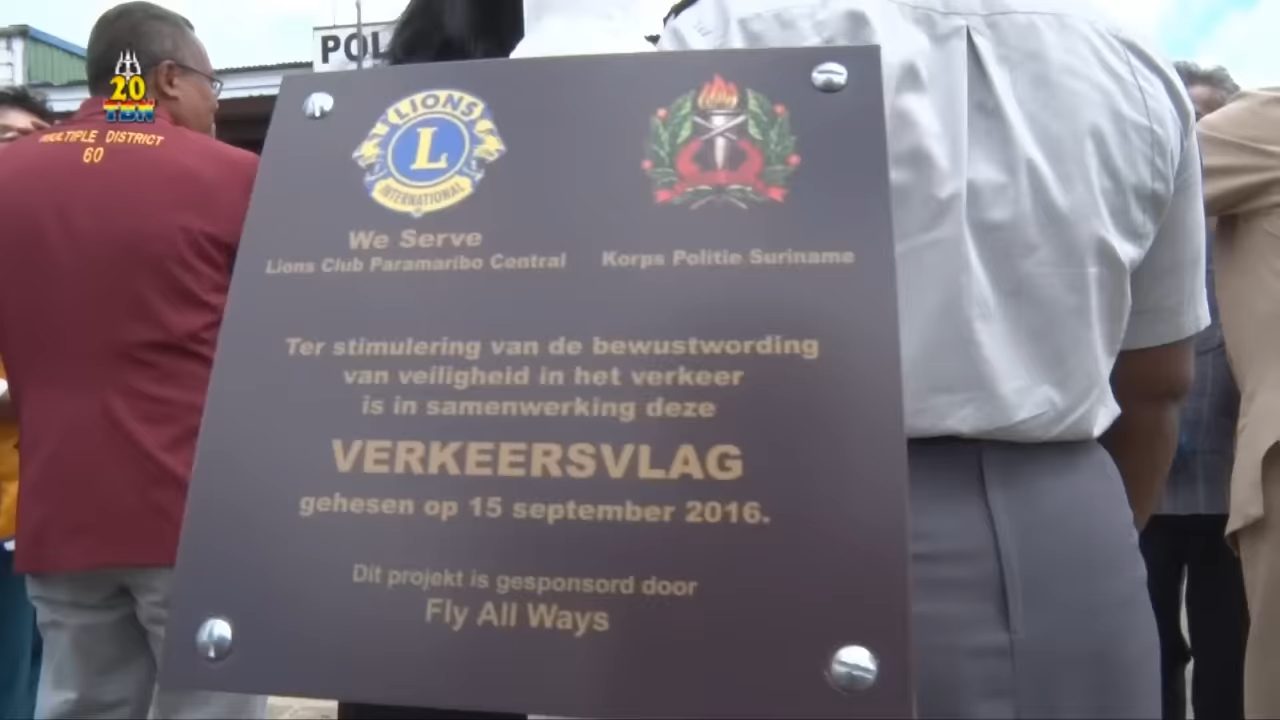 POL
20
TBN
MULTIPLE DISTRICT
60
LIONS
L
INTERNATIONAL
We Serve
Lions Club Paramaribo Central
Korps Politie Suriname
Ter stimulering van de bewustwording
van veiligheid in het verkeer
is in samenwerking deze
VERKEERSVLAG
gehesen op 15 september 2016.
Dit projekt is gesponsord door
Fly All Ways